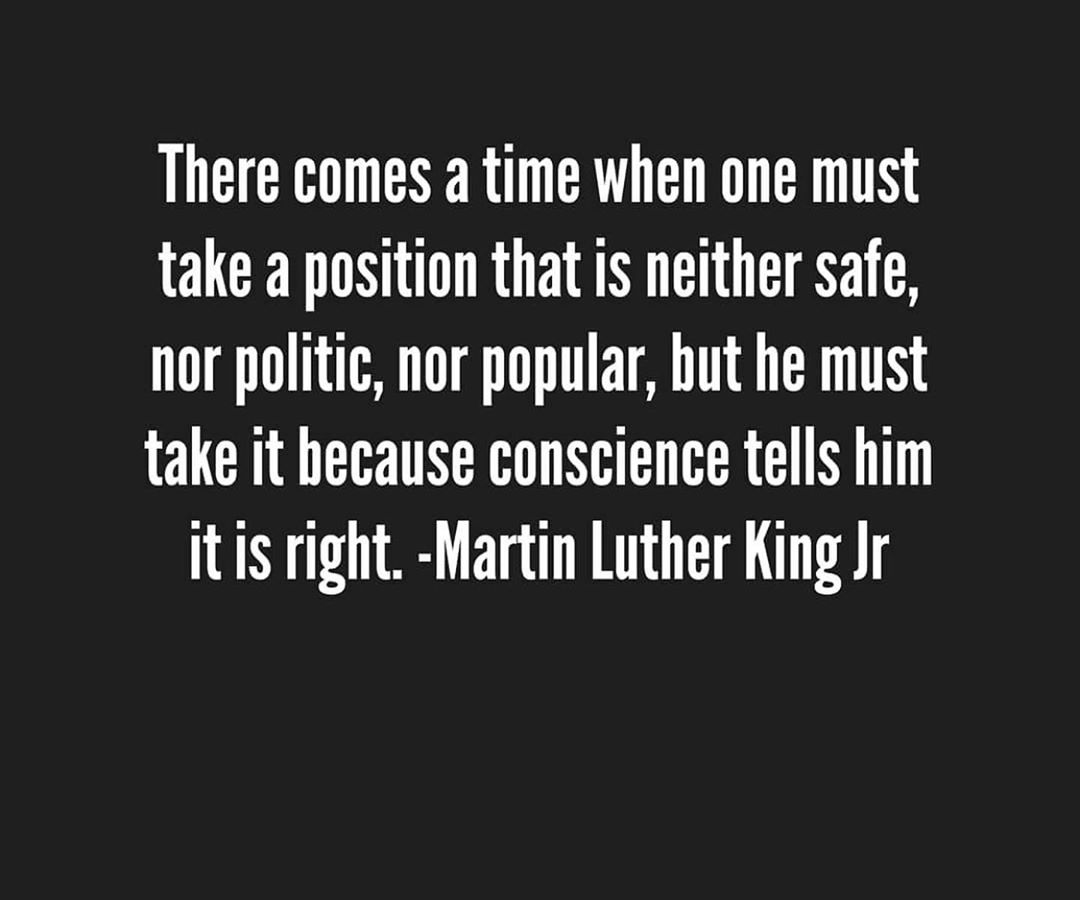 There comes a time when one must
take a position that is neither safe,
nor politic, nor popular, but he must
take it because conscience tells him
it is right. -Martin Luther King Jr